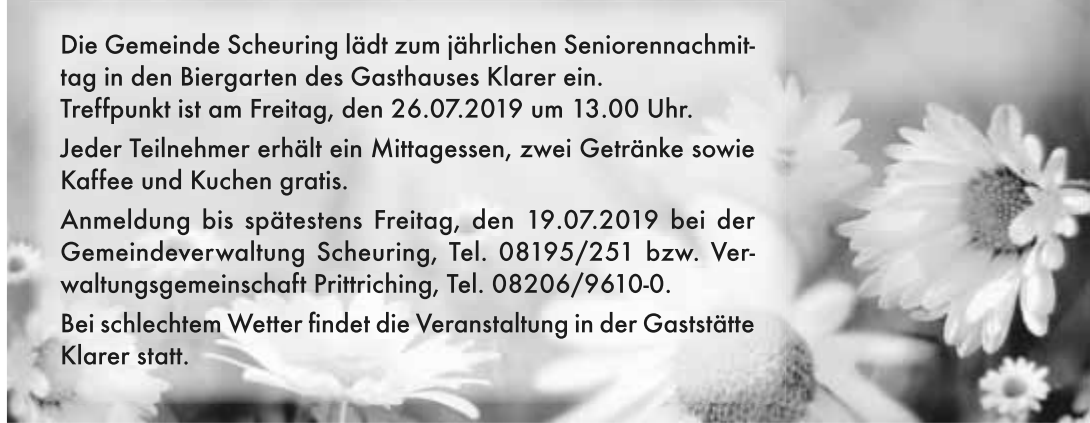 Die Gemeinde Scheuring lädt zum jährlichen Seniorennachmit-
tag in den Biergarten des Gasthauses Klarer ein.
Treffpunkt ist am Freitag, den 26.07.2019 um 13.00 Uhr.
Jeder Teilnehmer erhält ein Mittagessen, zwei Getränke sowie
Kaffee und Kuchen gratis.
Anmeldung bis spätestens Freitag, den 19.07.2019 bei der
Gemeindeverwaltung Scheuring, Tel. 08195/251 bzw. Ver-
waltungsgemeinschaft Prittriching, Tel. 08206/9610-0.
Bei schlechtem Wetter findet die Veranstaltung in der Gaststätte
Klarer statt.